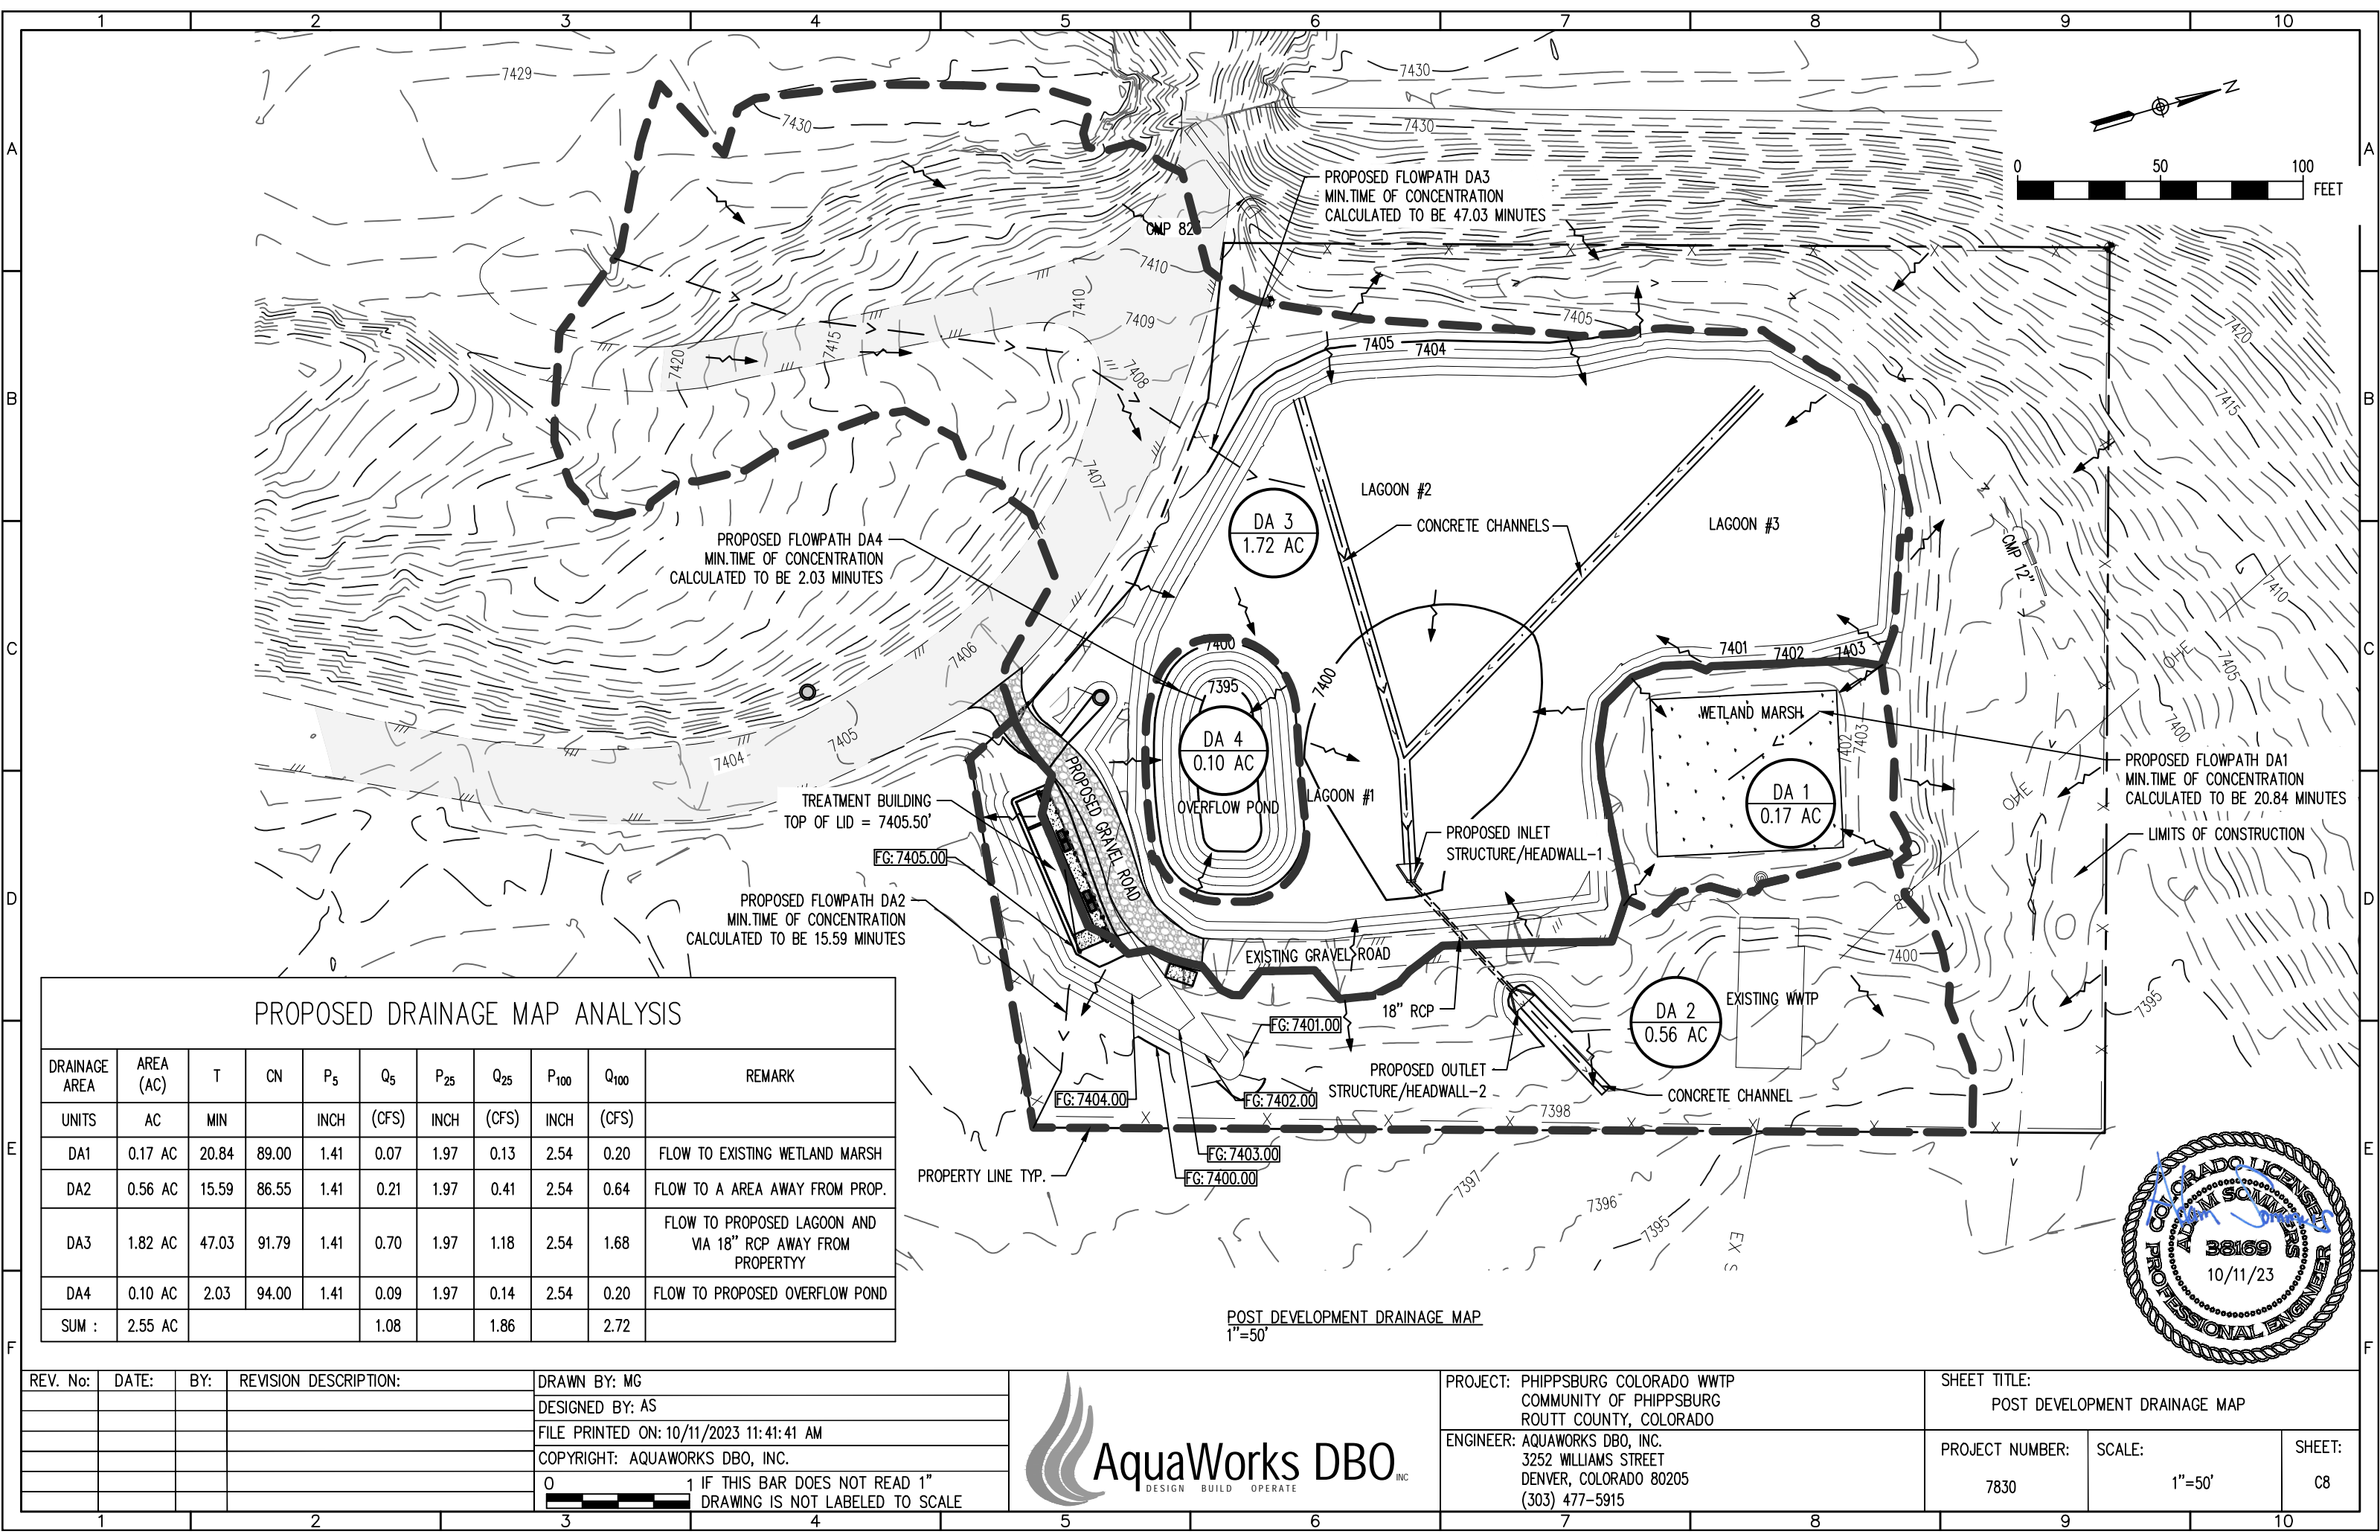 1 2 3 4 5 6 7 8 9 10
A
B
C
D
E
F
A
B
C
D
E
F
7429
7430
7430
7430
N
0 50 100
FEET
PROPOSED FLOWPATH DA3
MIN.TIME OF CONCENTRATION
CALCULATED TO BE 47.03 MINUTES
CMP 82"
7410
7410
7409
7405
7415
7420
7408
7407
7405
7404
7420
7415
LAGOON #2
CONCRETE CHANNELS
LAGOON #3
DA 3
1.72 AC
CMP 12"
7410
PROPOSED FLOWPATH DA4
MIN.TIME OF CONCENTRATION
CALCULATED TO BE 2.03 MINUTES
7406
7400
7395
7400
7401
7402
7403
OHE
7405
7400
WETLAND MARSH
7402
7403
DA 4
0.10 AC
OVERFLOW POND
LAGOON #1
DA 1
0.17 AC
OHE
PROPOSED FLOWPATH DA1
MIN.TIME OF CONCENTRATION
CALCULATED TO BE 20.84 MINUTES
LIMITS OF CONSTRUCTION
7405
7404
TREATMENT BUILDING
TOP OF LID = 7405.50'
PROPOSED GRAVEL ROAD
PROPOSED INLET
STRUCTURE/HEADWALL-1
FG: 7405.00
PROPOSED FLOWPATH DA2
MIN.TIME OF CONCENTRATION
CALCULATED TO BE 15.59 MINUTES
PP
EXISTING GRAVEL ROAD
7400
EXISTING WWTP
7395
18" RCP
DA 2
0.56 AC
FG: 7401.00
PROPOSED OUTLET
STRUCTURE/HEADWALL-2
CONCRETE CHANNEL
FG: 7404.00
FG: 7402.00
7398
FG: 7403.00
PROPERTY LINE TYP.
FG: 7400.00
7397
7396
7395
EX S
PROPOSED DRAINAGE MAP ANALYSIS
DRAINAGE AREA AREA (AC) T CN P5 Q5 P25 Q25 P100 Q100 REMARK
UNITS AC MIN INCH (CFS) INCH (CFS) INCH (CFS)
DA1 0.17 AC 20.84 89.00 1.41 0.07 1.97 0.13 2.54 0.20 FLOW TO EXISTING WETLAND MARSH
DA2 0.56 AC 15.59 86.55 1.41 0.21 1.97 0.41 2.54 0.64 FLOW TO A AREA AWAY FROM PROP.
DA3 1.82 AC 47.03 91.79 1.41 0.70 1.97 1.18 2.54 1.68 FLOW TO PROPOSED LAGOON AND VIA 18" RCP AWAY FROM PROPERTYY
DA4 0.10 AC 2.03 94.00 1.41 0.09 1.97 0.14 2.54 0.20 FLOW TO PROPOSED OVERFLOW POND
SUM : 2.55 AC 1.08 1.86 2.72
POST DEVELOPMENT DRAINAGE MAP
1"=50'
COLORADO LICENSED
ADAM SOMMERS
38169
10/11/23
PROFESSIONAL ENGINEER
Adam Sommers
REV. No: DATE: BY: REVISION DESCRIPTION:
DRAWN BY: MG
DESIGNED BY: AS
FILE PRINTED ON: 10/11/2023 11:41:41 AM
COPYRIGHT: AQUAWORKS DBO, INC.
0 1 IF THIS BAR DOES NOT READ 1"
DRAWING IS NOT LABELED TO SCALE
AquaWorks DBO INC
DESIGN BUILD OPERATE
PROJECT: PHIPPSBURG COLORADO WWTP
COMMUNITY OF PHIPPSBURG
ROUTT COUNTY, COLORADO
ENGINEER: AQUAWORKS DBO, INC.
3252 WILLIAMS STREET
DENVER, COLORADO 80205
(303) 477-5915
SHEET TITLE:
POST DEVELOPMENT DRAINAGE MAP
PROJECT NUMBER: SCALE: SHEET:
7830 1"=50' C8
1 2 3 4 5 6 7 8 9 10